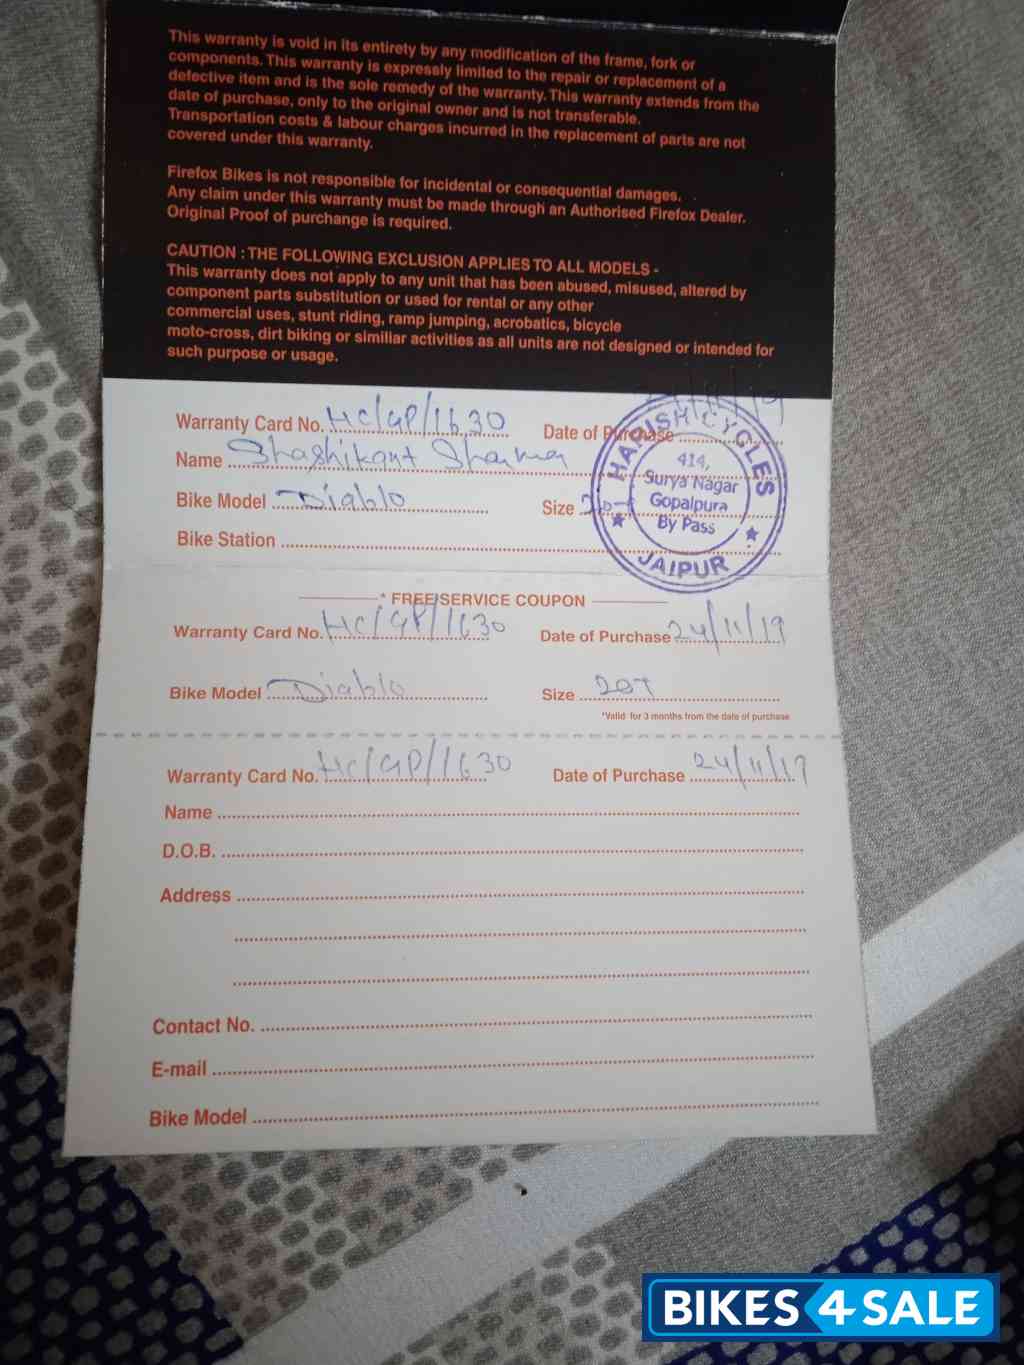 This warranty is void in its entirety by any modification of the frame, fork or
components. This warranty is expressly limited to the repair or replacement of a
defective item and is the sole remedy of the warranty. This warranty extends from the
date of purchase, only to the original owner and is not transferable.
Transportation costs & labour charges incurred in the replacement of parts are not
covered under this warranty.
Firefox Bikes is not responsible for incidental or consequential damages.
Any claim under this warranty must be made through an Authorised Firefox Dealer.
Original Proof of purchange is required.
CAUTION : THE FOLLOWING EXCLUSION APPLIES TO ALL MODELS -
This warranty does not apply to any unit that has been abused, misused, altered by
component parts substitution or used for rental or any other
commercial uses, stunt riding, ramp jumping, acrobatics, bicycle
moto-cross, dirt biking or similiar activities as all units are not designed or intended for
such purpose or usage.
Warranty Card No. HC/GP/1630 Date of Purchase 24/11/19
Name Shashikant Sharma
Bike Model Diablo Size 20T
Bike Station
HARISH CYCLES
414,
Surya Nagar
Gopalpura
By Pass
JAIPUR
* FREE SERVICE COUPON
Warranty Card No. HC/GP/1630 Date of Purchase 24/11/19
Bike Model Diablo Size 20T
*Valid for 3 months from the date of purchase
Warranty Card No. HC/GP/1630 Date of Purchase 24/11/19
Name
D.O.B.
Address
Contact No.
E-mail
Bike Model
BIKES4SALE